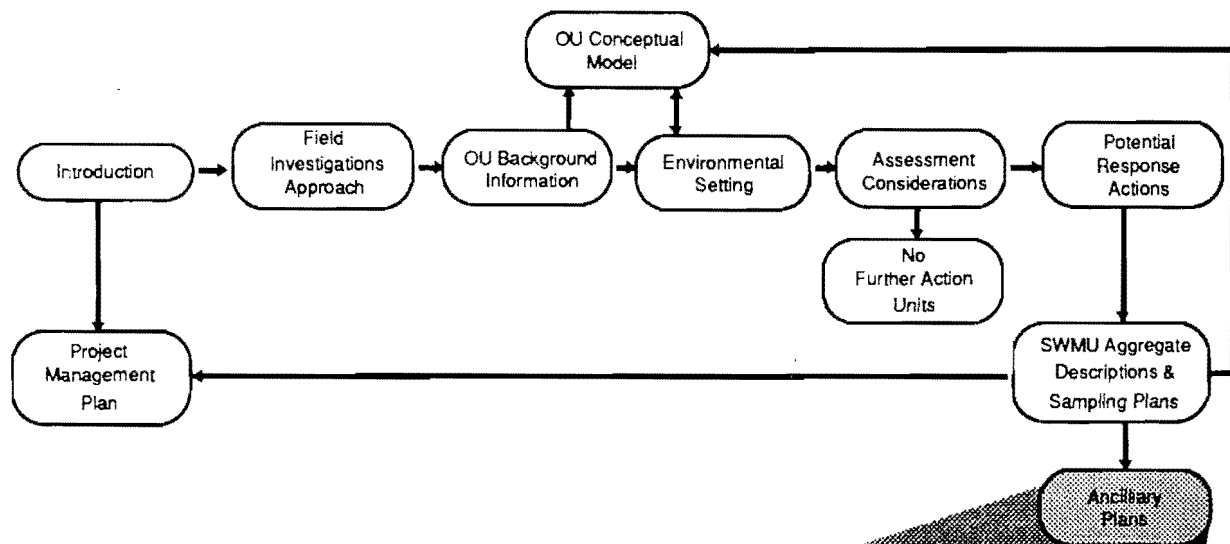 OU Conceptual
Model
Introduction
Field
Investigations
Approach
OU Background
Information
Environmental
Setting
Assessment
Considerations
Potential
Response
Actions
No
Further Action
Units
Project
Management
Plan
SWMU Aggregate
Descriptions &
Sampling Plans
Ancilliary
Plans